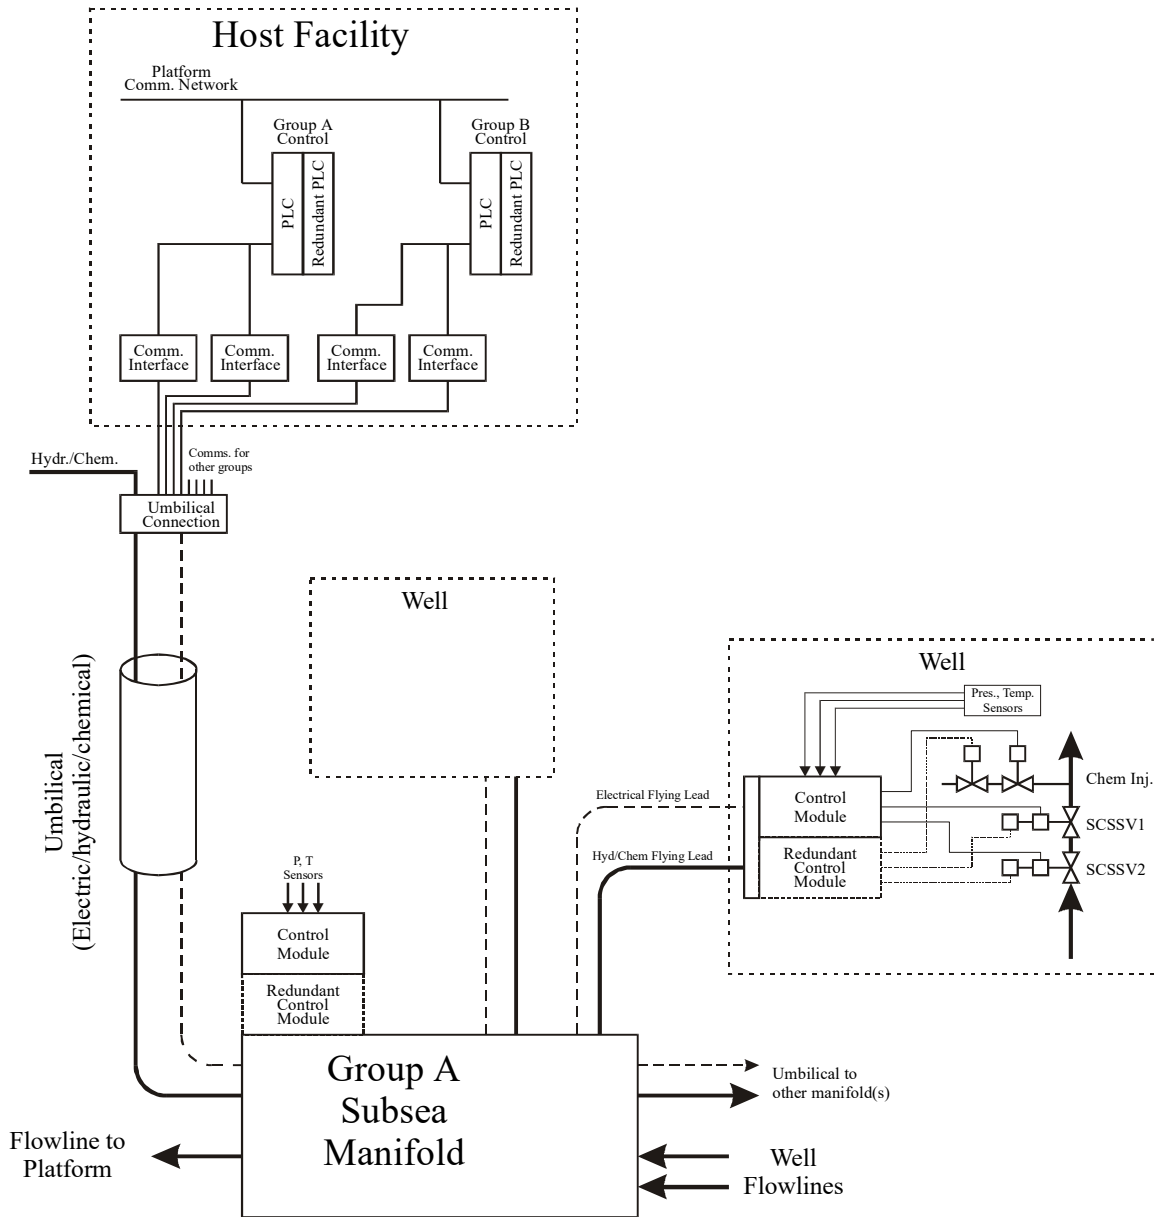 Host Facility
Platform
Comm. Network
Group A
Control
PLC
Redundant PLC
Group B
Control
PLC
Redundant PLC
Comm.
Interface
Comm.
Interface
Comm.
Interface
Comm.
Interface
Hydr./Chem.
Comms. for
other groups
Umbilical
Connection
Umbilical
(Electric/hydraulic/chemical)
Well
Well
Pres., Temp.
Sensors
Chem Inj.
SCSSV1
SCSSV2
Control
Module
Redundant
Control
Module
Electrical Flying Lead
Hyd/Chem Flying Lead
P, T
Sensors
Control
Module
Redundant
Control
Module
Group A
Subsea
Manifold
Umbilical to
other manifold(s)
Flowline to
Platform
Well
Flowlines